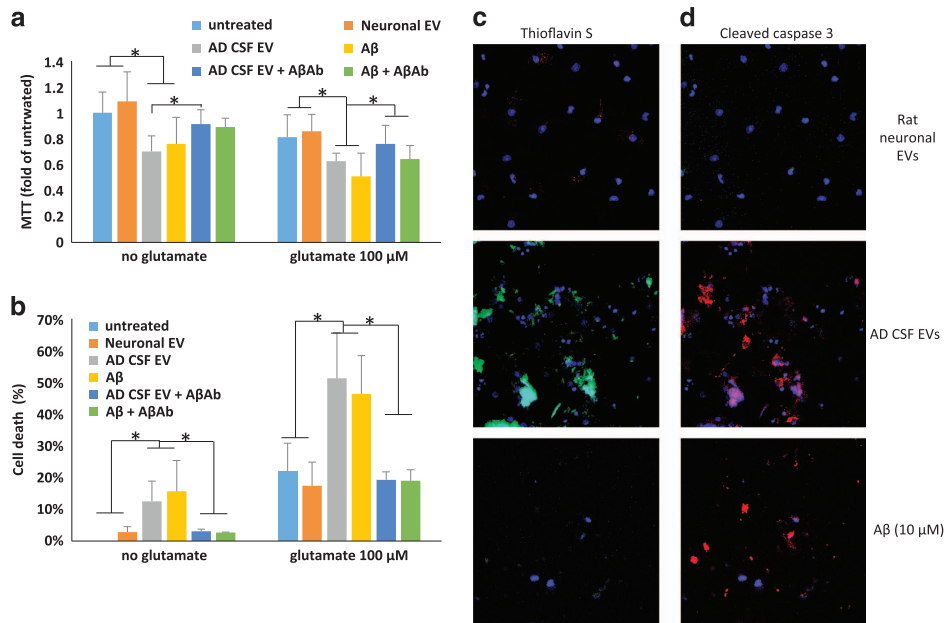 a
untreated
Neuronal EV
AD CSF EV
Aβ
AD CSF EV + AβAb
Aβ + AβAb
MTT (fold of untrwated)
1.4
1.2
1
0.8
0.6
0.4
0.2
0
*
*
*
*
no glutamate
glutamate 100 µM
b
untreated
Neuronal EV
AD CSF EV
Aβ
AD CSF EV + AβAb
Aβ + AβAb
Cell death (%)
70%
60%
50%
40%
30%
20%
10%
0%
*
*
*
*
no glutamate
glutamate 100 µM
c
Thioflavin S
d
Cleaved caspase 3
Rat
neuronal
EVs
AD CSF EVs
Aβ (10 µM)